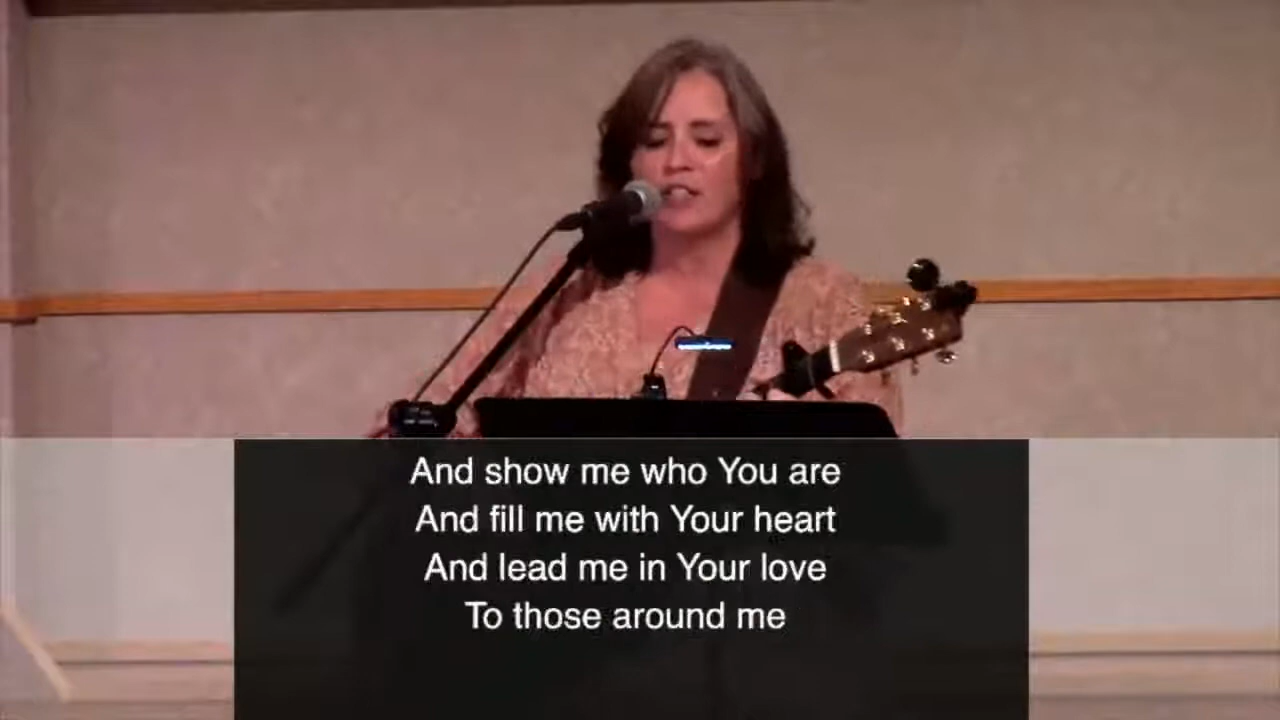 And show me who You are
And fill me with Your heart
And lead me in Your love
To those around me